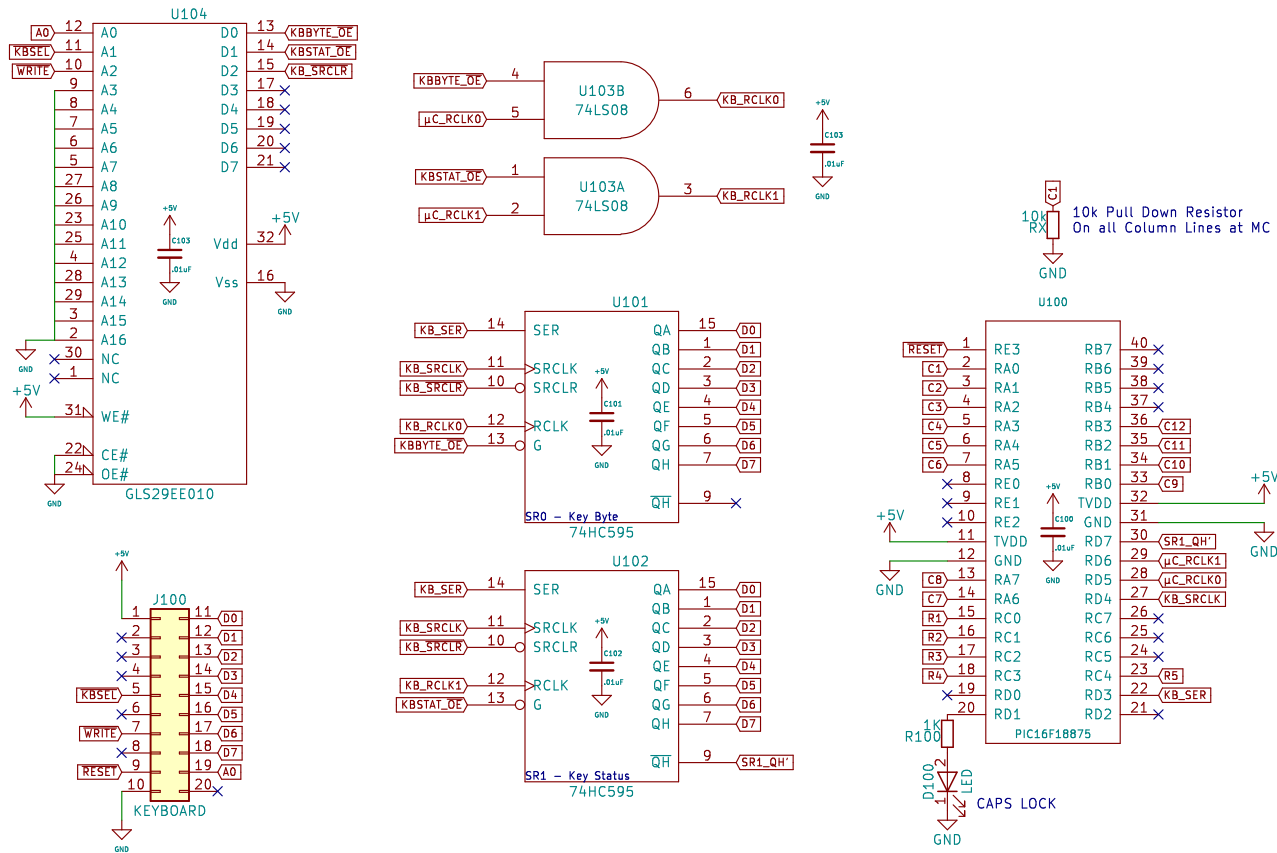 U104
A0 12 A0 D0 13 KBBYTE_OE
KBSEL 11 A1 D1 14 KBSTAT_OE
WRITE 10 A2 D2 15 KB_SRCLR
9 A3 D3 17
8 A4 D4 18
7 A5 D5 19
6 A6 D6 20
5 A7 D7 21
27 A8
26 A9
23 A10
25 A11 Vdd 32 +5V
4 A12
28 A13 Vss 16 GND
29 A14
3 A15
2 A16
GND
30 NC
1 NC
+5V
31 WE#
22 CE#
24 OE#
GND
GLS29EE010
+5V
C103
.01uF
GND
KBBYTE_OE 4
U103B
74LS08
6 KB_RCLK0
µC_RCLK0 5
KBSTAT_OE 1
U103A
74LS08
3 KB_RCLK1
µC_RCLK1 2
+5V
C103
.01uF
GND
C1
10k
RX
GND
10k Pull Down Resistor
On all Column Lines at MC
U101
KB_SER 14 SER QA 15 D0
QB 1 D1
KB_SRCLK 11 SRCLK QC 2 D2
KB_SRCLR 10 SRCLR QD 3 D3
QE 4 D4
KB_RCLK0 12 RCLK QF 5 D5
KBBYTE_OE 13 G QG 6 D6
QH 7 D7
QH 9
+5V
C101
.01uF
GND
SR0 - Key Byte
74HC595
U102
KB_SER 14 SER QA 15 D0
QB 1 D1
KB_SRCLK 11 SRCLK QC 2 D2
KB_SRCLR 10 SRCLR QD 3 D3
QE 4 D4
KB_RCLK1 12 RCLK QF 5 D5
KBSTAT_OE 13 G QG 6 D6
QH 7 D7
QH 9 SR1_QH'
+5V
C102
.01uF
GND
SR1 - Key Status
74HC595
+5V
J100
1 11 D0
2 12 D1
3 13 D2
4 14 D3
KBSEL 5 15 D4
6 16 D5
WRITE 7 17 D6
8 18 D7
RESET 9 19 A0
10 20
KEYBOARD
GND
U100
RESET 1 RE3 RB7 40
C1 2 RA0 RB6 39
C2 3 RA1 RB5 38
C3 4 RA2 RB4 37
C4 5 RA3 RB3 36 C12
C5 6 RA4 RB2 35 C11
C6 7 RA5 RB1 34 C10
8 RE0 RB0 33 C9
9 RE1 TVDD 32 +5V
10 RE2 GND 31 GND
+5V 11 TVDD RD7 30 SR1_QH'
GND 12 GND RD6 29 µC_RCLK1
C8 13 RA7 RD5 28 µC_RCLK0
C7 14 RA6 RD4 27 KB_SRCLK
R1 15 RC0 RC7 26
R2 16 RC1 RC6 25
R3 17 RC2 RC5 24
R4 18 RC3 RC4 23 R5
19 RD0 RD3 22 KB_SER
20 RD1 RD2 21
+5V
C100
.01uF
GND
PIC16F18875
1K
R100
2
D100
LED
1
CAPS LOCK
GND